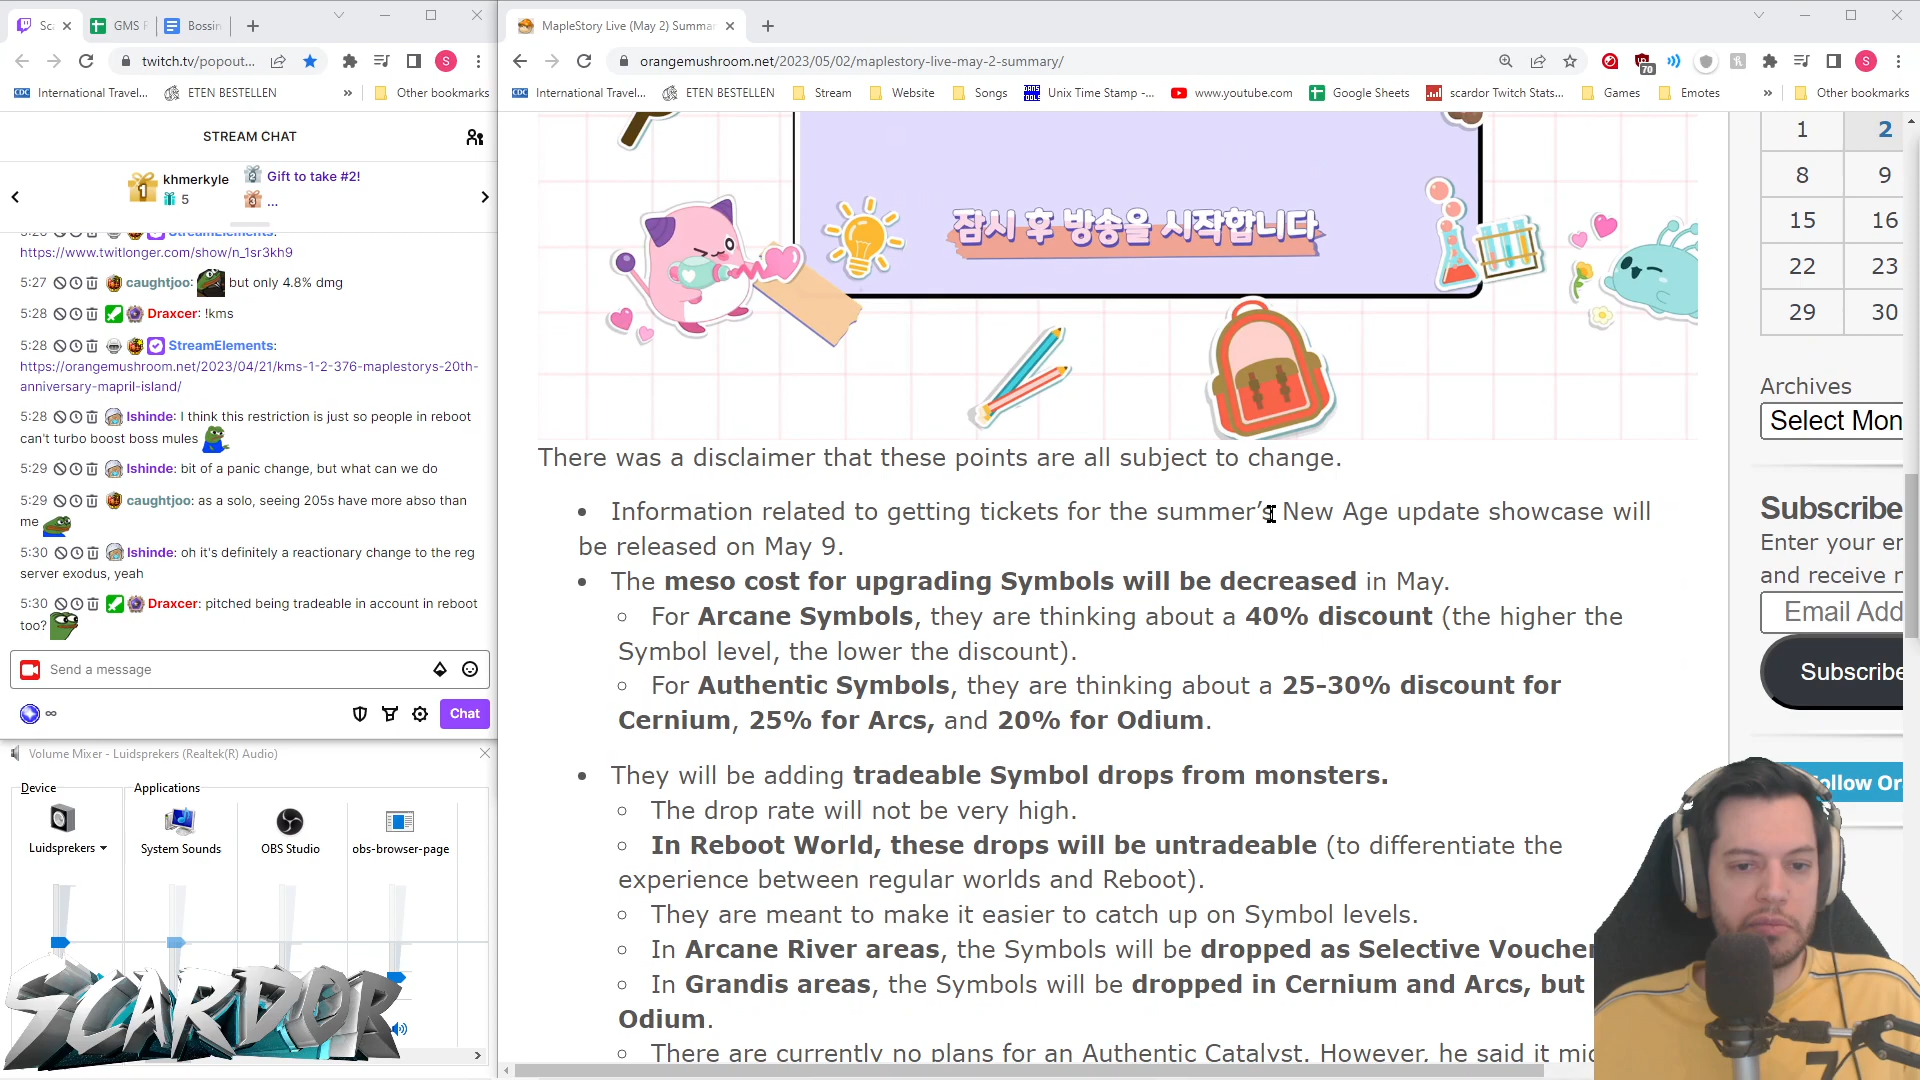 Sca
GMS
Bossin
MapleStory Live (May 2) Summar
twitch.tv/popout...
S
orangemushroom.net/2023/05/02/maplestory-live-may-2-summary/
70
S
CDC International Travel...
ETEN BESTELLEN
»
Other bookmarks
CDC International Travel...
ETEN BESTELLEN
Stream
Website
Songs
Unix Time Stamp -...
www.youtube.com
Google Sheets
scardor Twitch Stats...
Games
Emotes
»
Other bookmarks
STREAM CHAT
1 khmerkyle
5
2 Gift to take #2!
3 ...
StreamElements:
https://www.twitlonger.com/show/n_1sr3kh9
5:27 caughtjoo: but only 4.8% dmg
5:28 Draxcer: !kms
5:28 StreamElements:
https://orangemushroom.net/2023/04/21/kms-1-2-376-maplestorys-20th-
anniversary-mapril-island/
5:28 Ishinde: I think this restriction is just so people in reboot
can't turbo boost boss mules
5:29 Ishinde: bit of a panic change, but what can we do
5:29 caughtjoo: as a solo, seeing 205s have more abso than
me
5:30 Ishinde: oh it's definitely a reactionary change to the reg
server exodus, yeah
5:30 Draxcer: pitched being tradeable in account in reboot
too?
Send a message
∞
Chat
Volume Mixer - Luidsprekers (Realtek(R) Audio)
Device
Applications
Luidsprekers
System Sounds
OBS Studio
obs-browser-page
SCARDOR
잠시 후 방송을 시작합니다
There was a disclaimer that these points are all subject to change.
• Information related to getting tickets for the summer’s New Age update showcase will
be released on May 9.
• The meso cost for upgrading Symbols will be decreased in May.
○ For Arcane Symbols, they are thinking about a 40% discount (the higher the
Symbol level, the lower the discount).
○ For Authentic Symbols, they are thinking about a 25-30% discount for
Cernium, 25% for Arcs, and 20% for Odium.
• They will be adding tradeable Symbol drops from monsters.
○ The drop rate will not be very high.
○ In Reboot World, these drops will be untradeable (to differentiate the
experience between regular worlds and Reboot).
○ They are meant to make it easier to catch up on Symbol levels.
○ In Arcane River areas, the Symbols will be dropped as Selective Voucher
○ In Grandis areas, the Symbols will be dropped in Cernium and Arcs, but
Odium.
○ There are currently no plans for an Authentic Catalyst. However, he said it mig
1 2
8 9
15 16
22 23
29 30
Archives
Select Mon
Subscribe
Enter your em
and receive n
Email Add
Subscribe
ollow Or